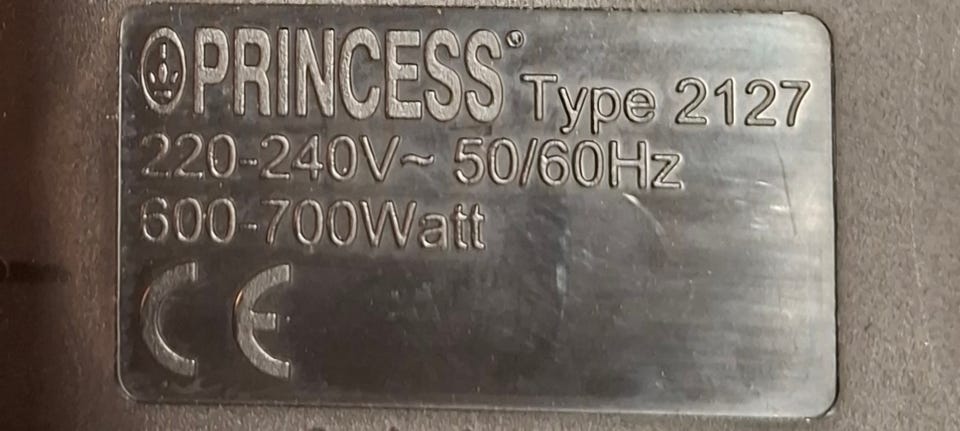 PRINCESS® Type 2127
220-240V~ 50/60Hz
600-700Watt
CE